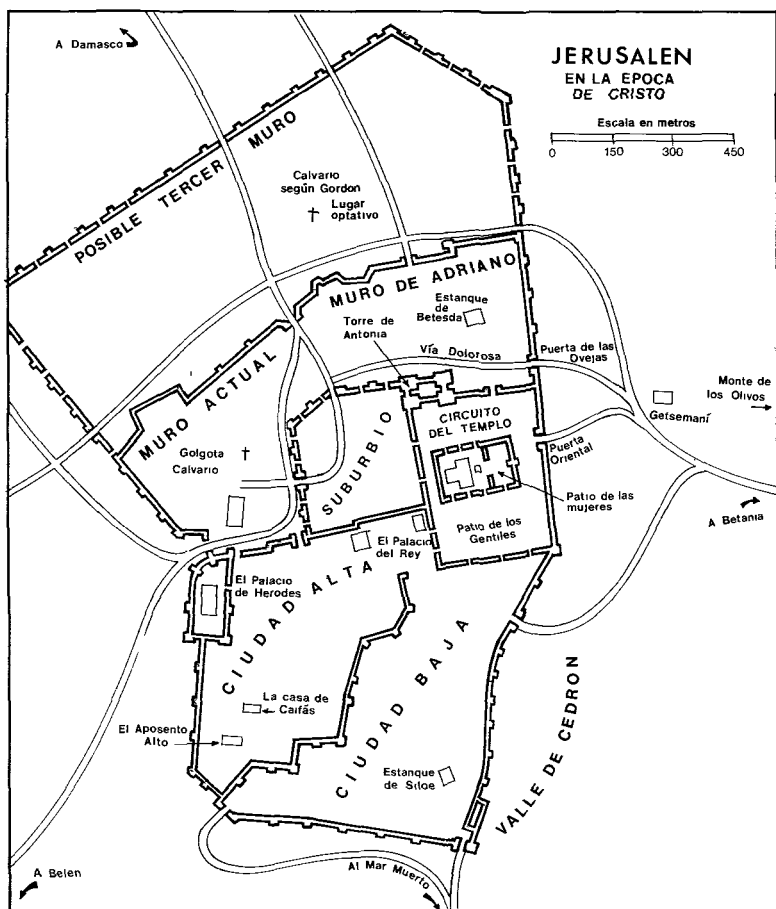 A Damasco
JERUSALEN
EN LA EPOCA
DE CRISTO
Escala en metros
0 150 300 450
POSIBLE TERCER MURO
Calvario
según Gordon
Lugar
optativo
MURO DE ADRIANO
Estanque
de
Betesda
Torre de
Antonia
Vía Dolorosa
Puerta de las
Ovejas
Monte de
los Olivos
Getsemaní
MURO ACTUAL
CIRCUITO
DEL TEMPLO
SUBURBIO
Golgota
Calvario
Puerta
Oriental
Patio de las
mujeres
A Betania
Patio de los
Gentiles
El Palacio
del Rey
El Palacio
de Herodes
CIUDAD ALTA
CIUDAD BAJA
La casa de
Caifás
El Aposento
Alto
Estanque
de Siloe
VALLE DE CEDRON
A Belen
Al Mar Muerto